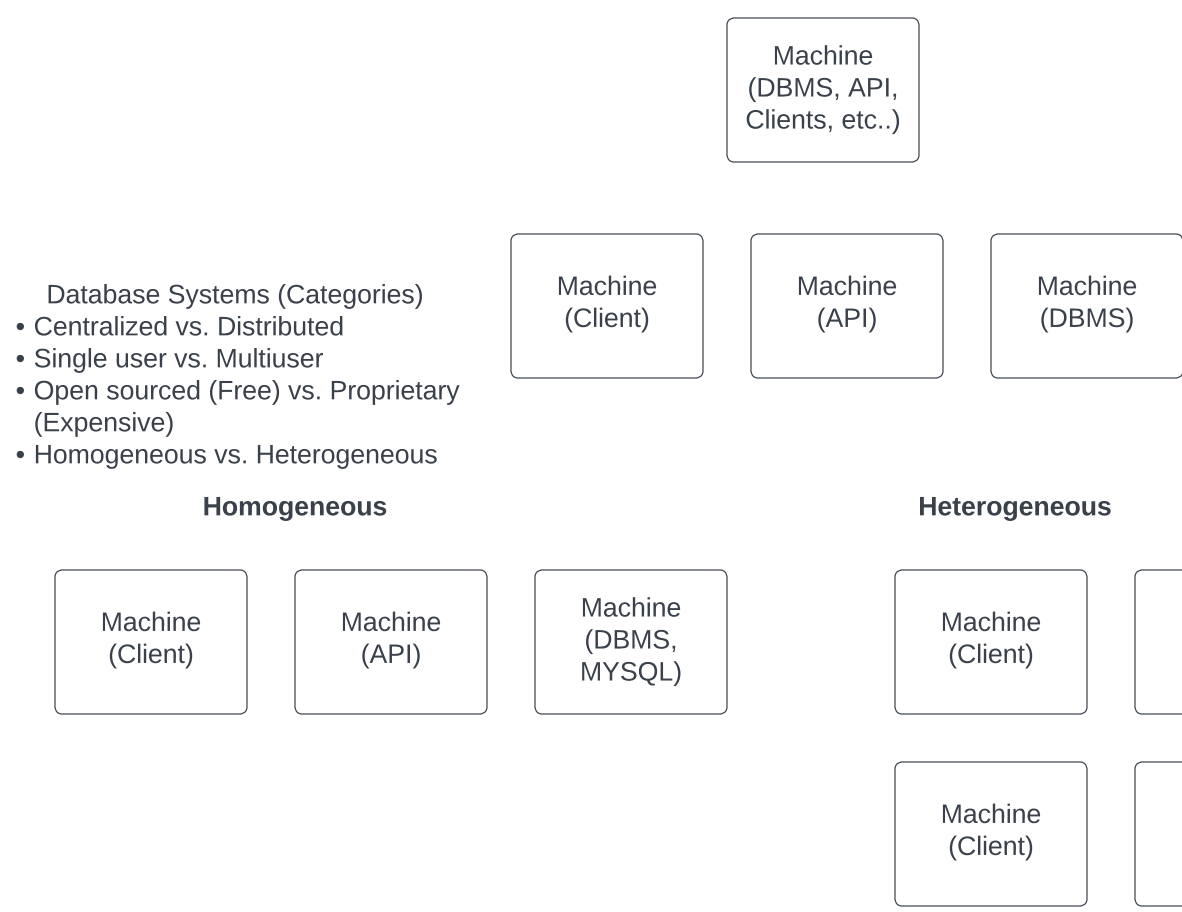 Machine
(DBMS, API,
Clients, etc..)
Machine
(Client)
Machine
(API)
Machine
(DBMS)
Database Systems (Categories)
• Centralized vs. Distributed
• Single user vs. Multiuser
• Open sourced (Free) vs. Proprietary
(Expensive)
• Homogeneous vs. Heterogeneous
Homogeneous
Heterogeneous
Machine
(Client)
Machine
(API)
Machine
(DBMS,
MYSQL)
Machine
(Client)
Machine
(Client)